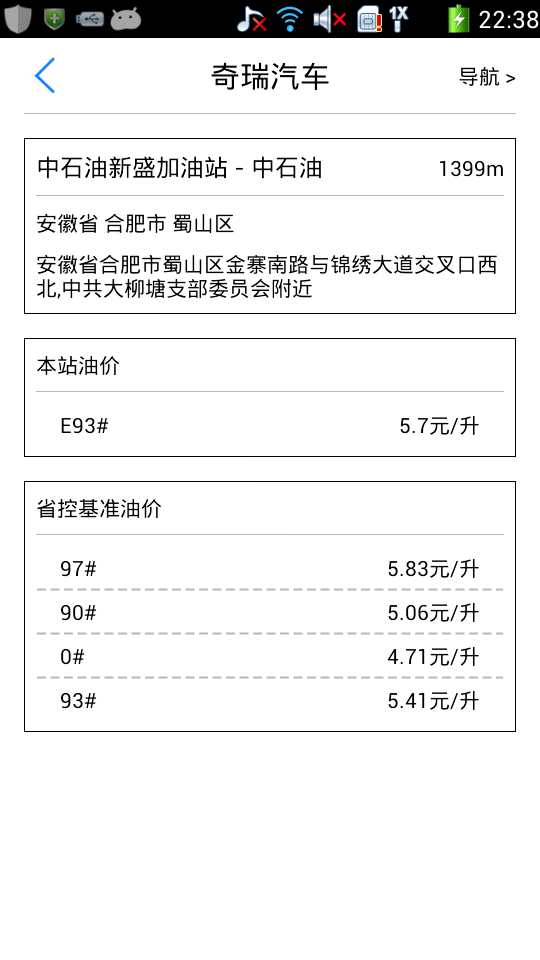 1X
22:38
奇瑞汽车
导航 >
中石油新盛加油站 - 中石油
1399m
安徽省 合肥市 蜀山区
安徽省合肥市蜀山区金寨南路与锦绣大道交叉口西
北,中共大柳塘支部委员会附近
本站油价
E93#
5.7元/升
省控基准油价
97#
5.83元/升
90#
5.06元/升
0#
4.71元/升
93#
5.41元/升